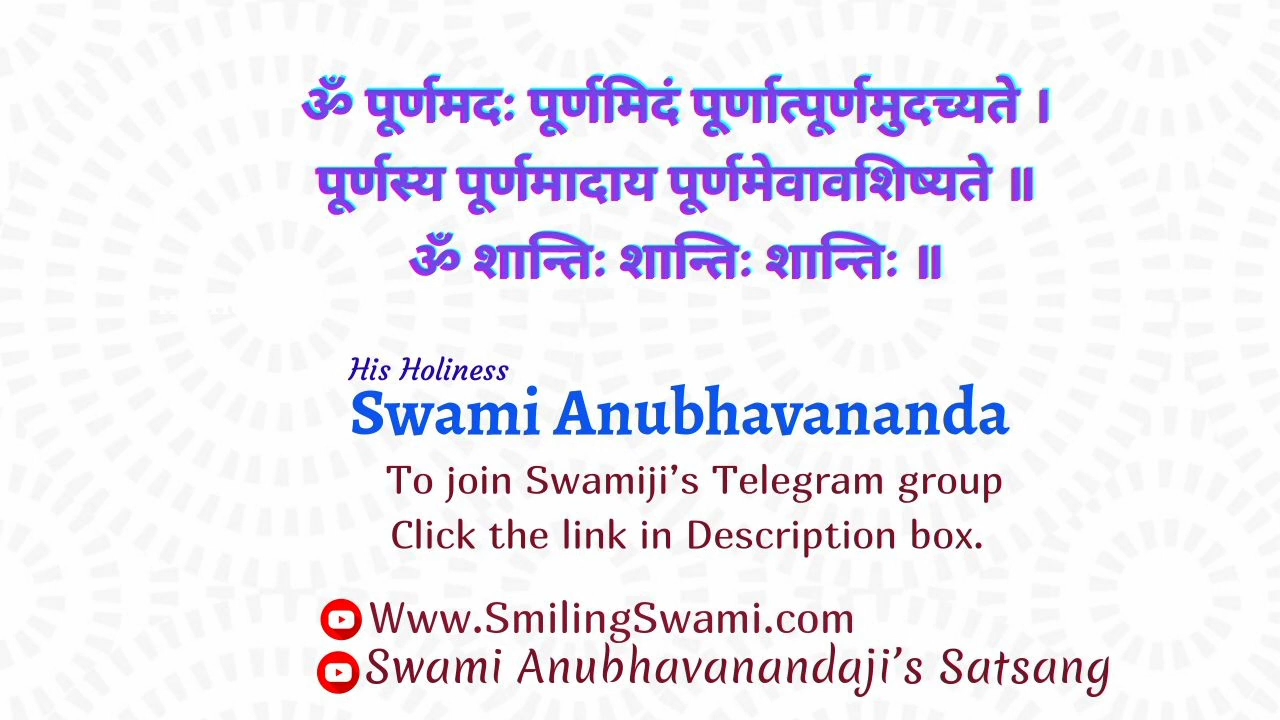 ॐ पूर्णमदः पूर्णमिदं पूर्णात्पूर्णमुदच्यते ।
पूर्णस्य पूर्णमादाय पूर्णमेवावशिष्यते ॥
ॐ शान्तिः शान्तिः शान्तिः ॥
His Holiness
Swami Anubhavananda
To join Swamiji’s Telegram group
Click the link in Description box.
Www.SmilingSwami.com
Swami Anubhavanandaji’s Satsang